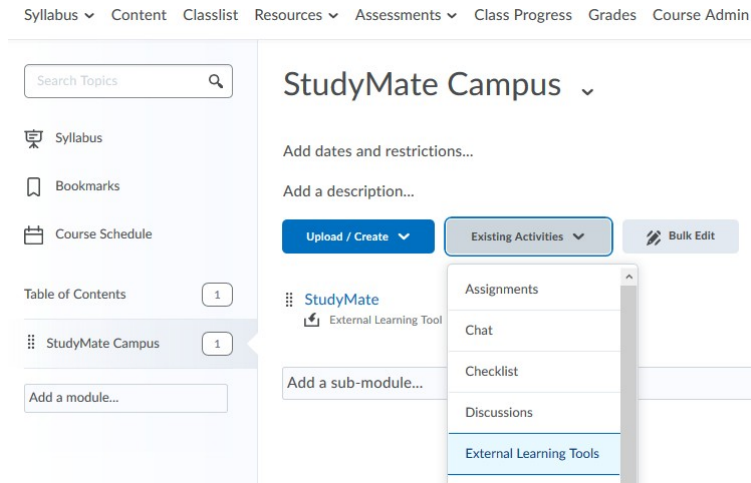 Syllabus Content Classlist Resources Assessments Class Progress Grades Course Admin
Search Topics
Syllabus
Bookmarks
Course Schedule
Table of Contents 1
StudyMate Campus 1
Add a module...
StudyMate Campus
Add dates and restrictions...
Add a description...
Upload / Create Existing Activities Bulk Edit
StudyMate
External Learning Tool
Add a sub-module...
Assignments
Chat
Checklist
Discussions
External Learning Tools